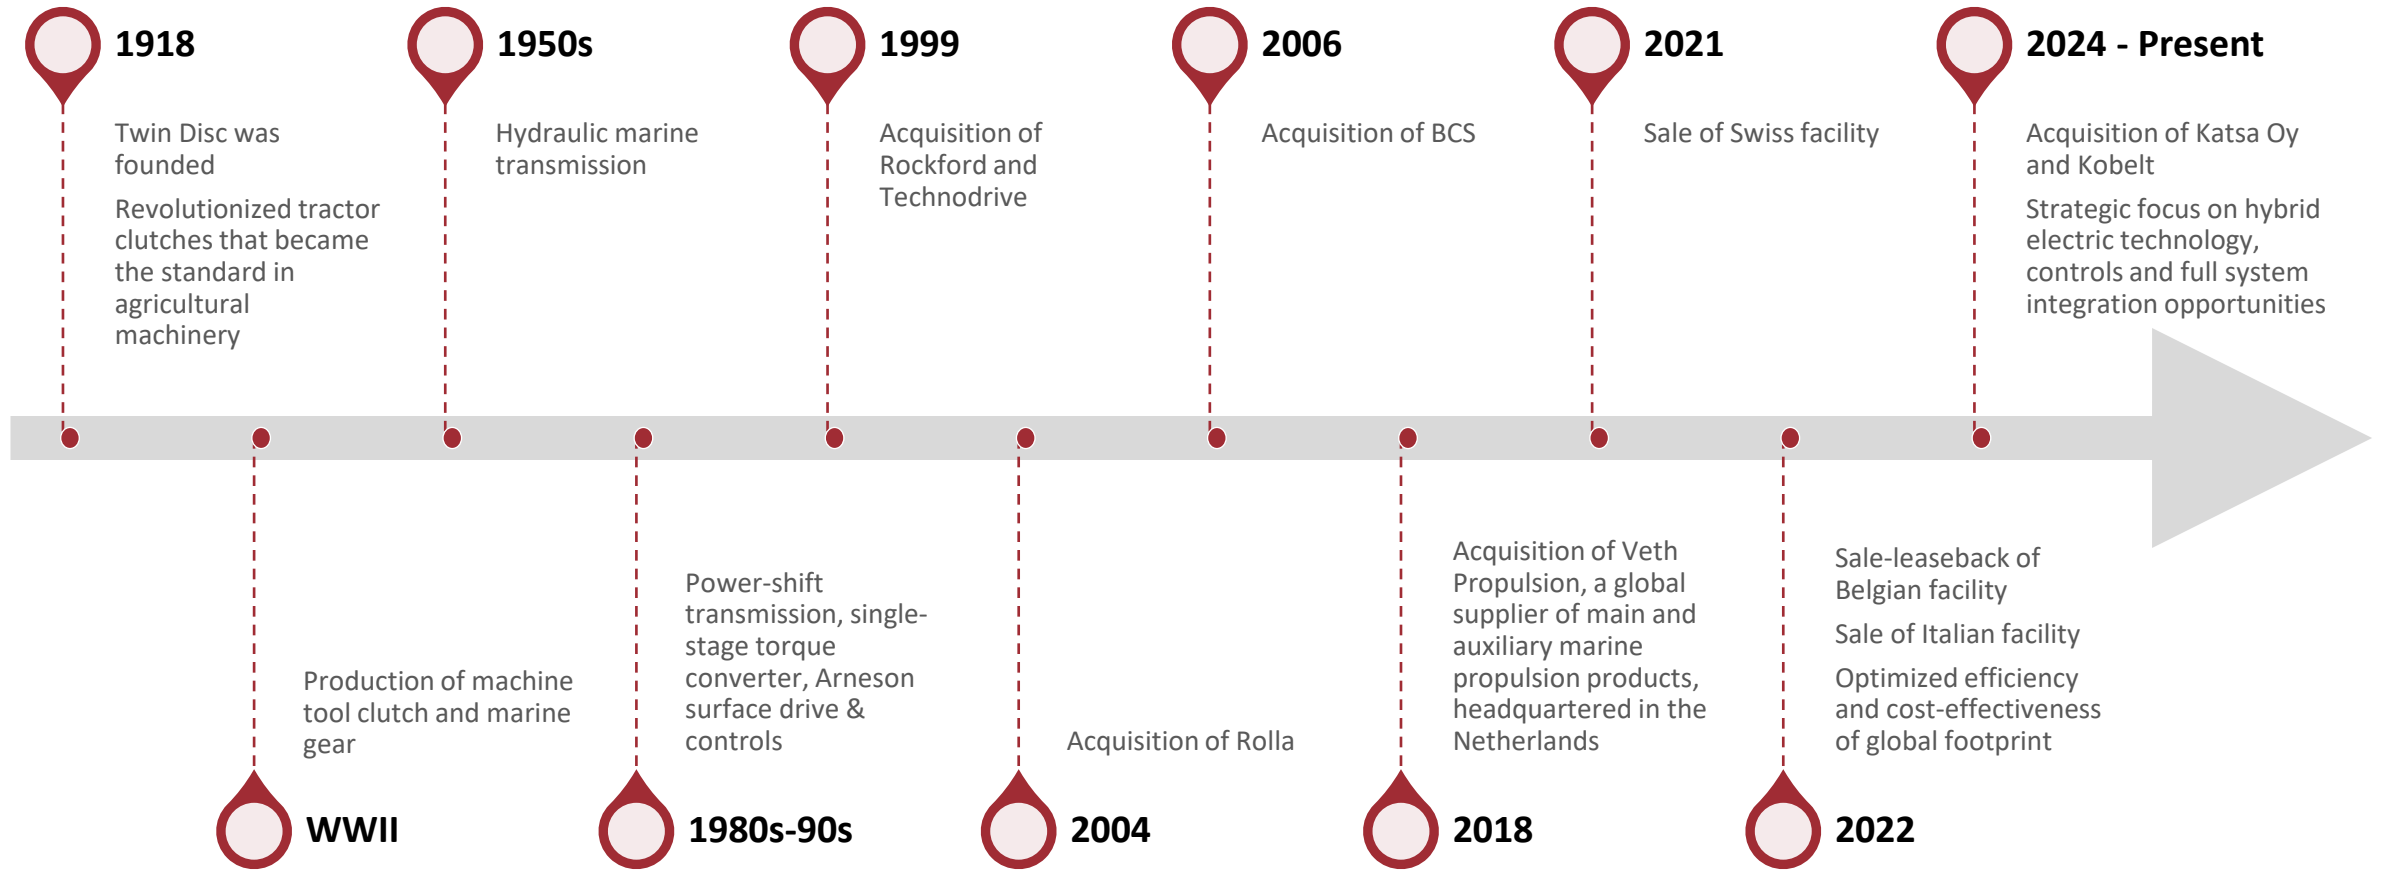 1918
Twin Disc was
founded
Revolutionized tractor
clutches that became
the standard in
agricultural
machinery
1950s
Hydraulic marine
transmission
1999
Acquisition of
Rockford and
Technodrive
2006
Acquisition of BCS
2021
Sale of Swiss facility
2024 - Present
Acquisition of Katsa Oy
and Kobelt
Strategic focus on hybrid
electric technology,
controls and full system
integration opportunities
Production of machine
tool clutch and marine
gear
WWII
Power-shift
transmission, single-
stage torque
converter, Arneson
surface drive &
controls
1980s-90s
Acquisition of Rolla
2004
Acquisition of Veth
Propulsion, a global
supplier of main and
auxiliary marine
propulsion products,
headquartered in the
Netherlands
2018
Sale-leaseback of
Belgian facility
Sale of Italian facility
Optimized efficiency
and cost-effectiveness
of global footprint
2022